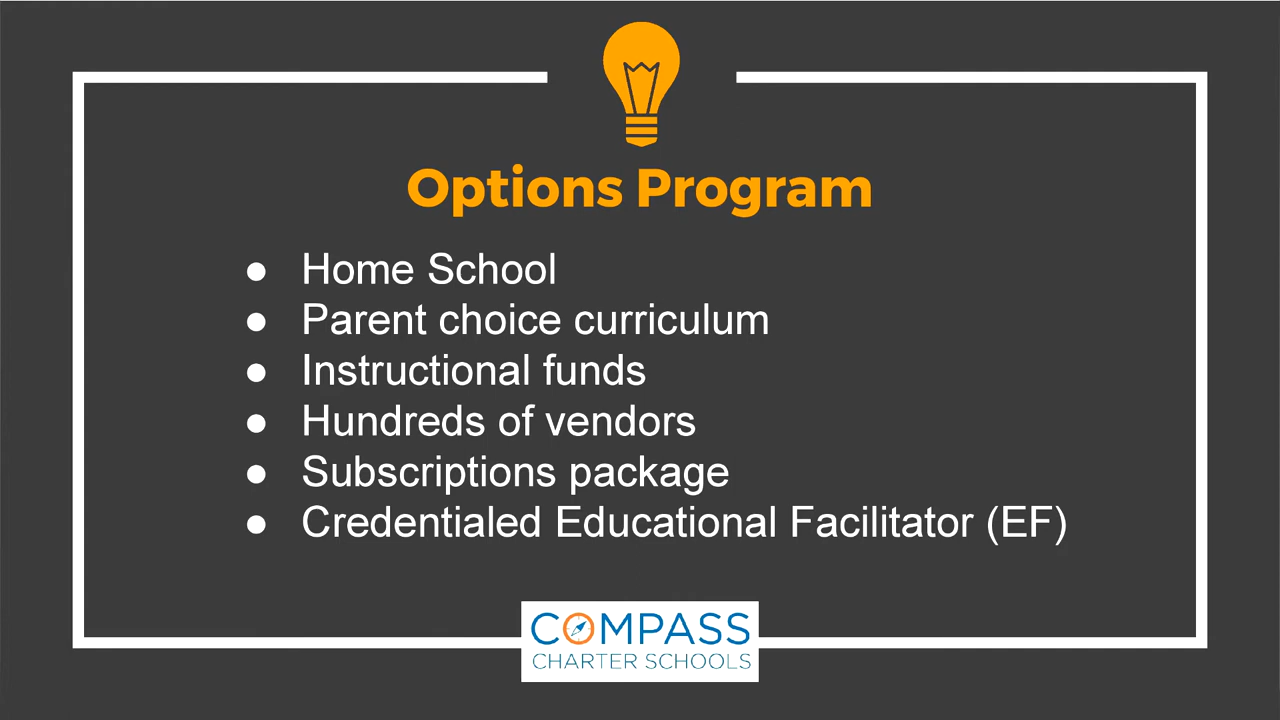 Options Program
● Home School
● Parent choice curriculum
● Instructional funds
● Hundreds of vendors
● Subscriptions package
● Credentialed Educational Facilitator (EF)
COMPASS
CHARTER SCHOOLS